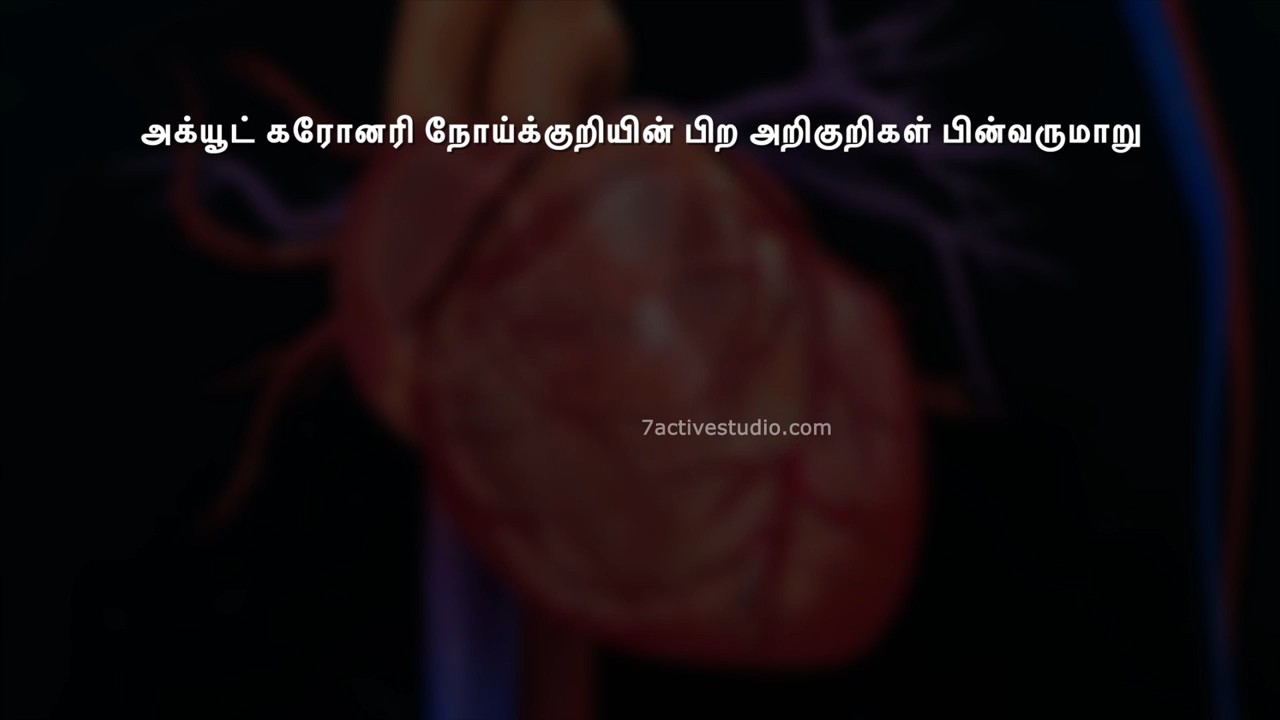 அக்யூட் கரோனரி நோய்க்குறியின் பிற அறிகுறிகள் பின்வருமாறு
7activestudio.com